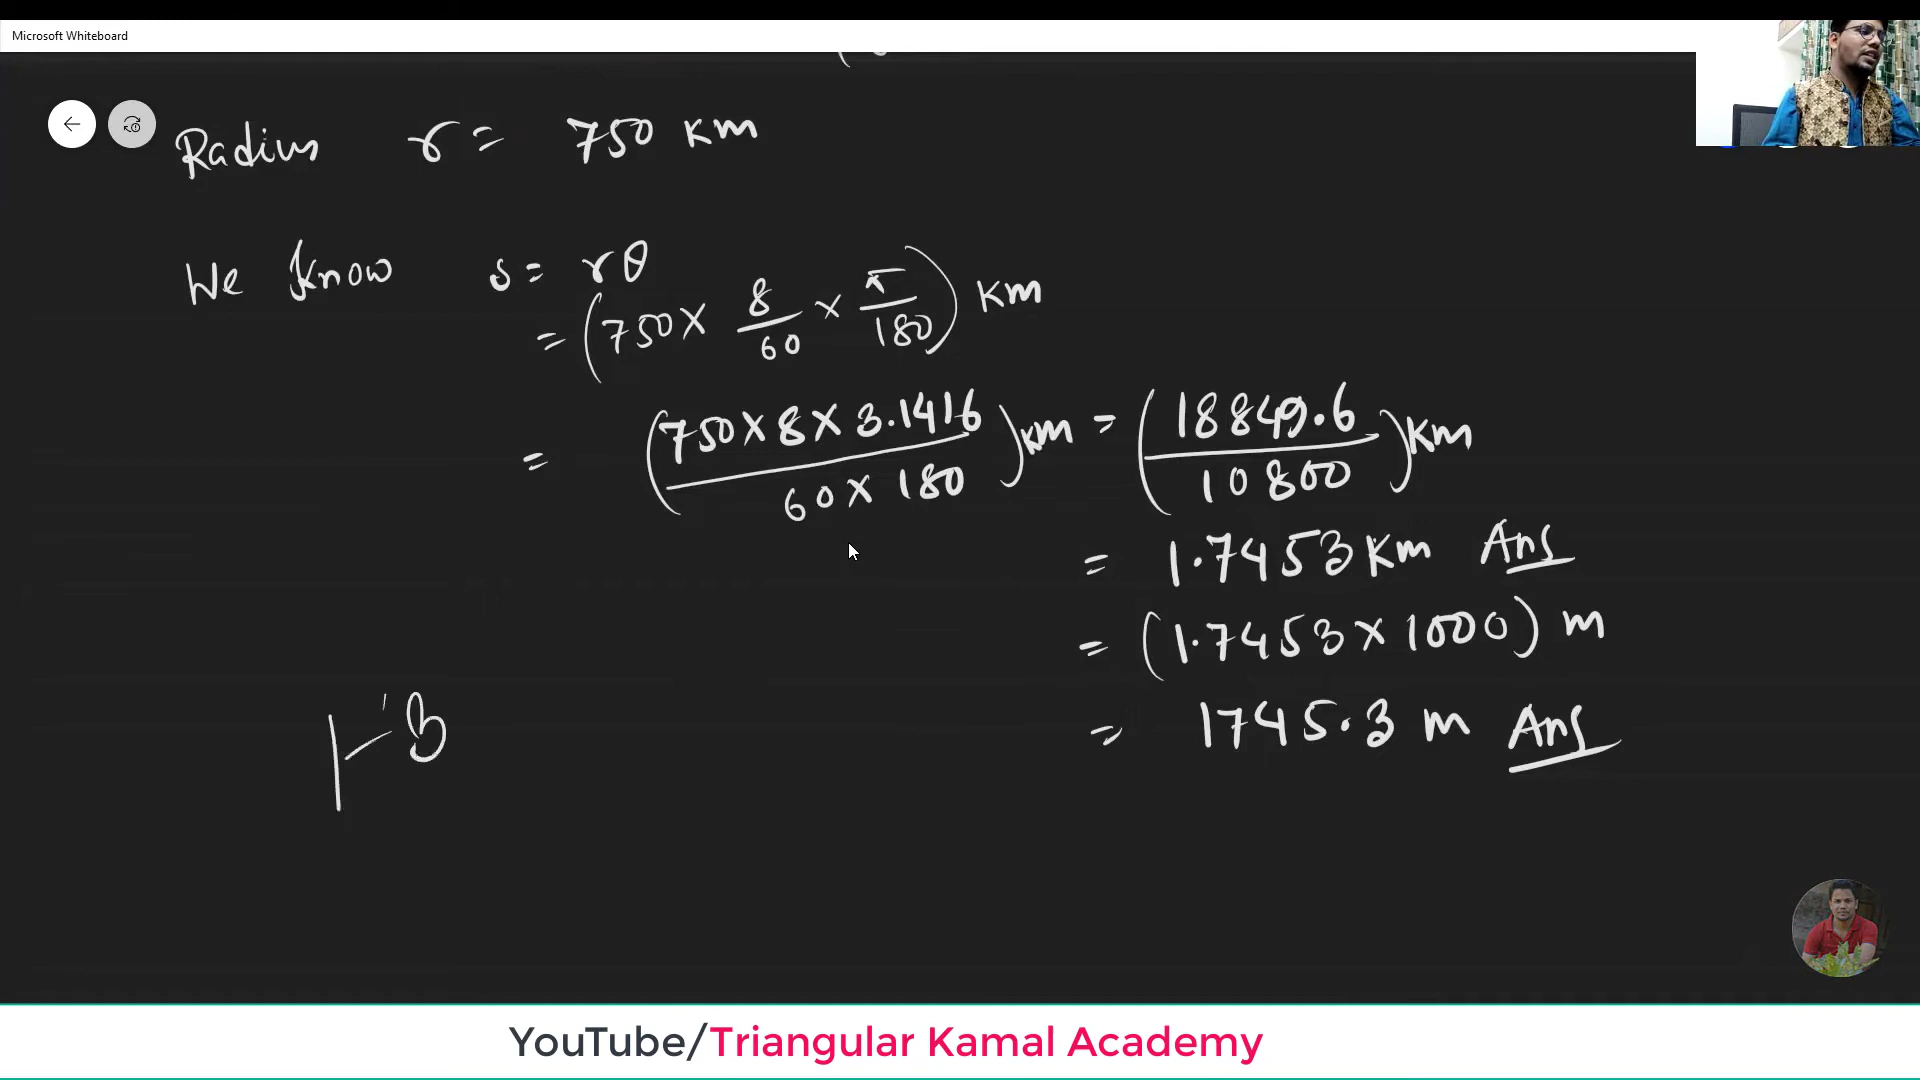 Microsoft Whiteboard
Radius r = 750 km
We know s = rθ
= (750 × 8/60 × π/180) km
= (750×8×3.1416 / 60×180) km = (18849.6 / 10800) km
= 1.7453 km Ans
= (1.7453×1000) m
= 1745.3 m Ans
YouTube/Triangular Kamal Academy